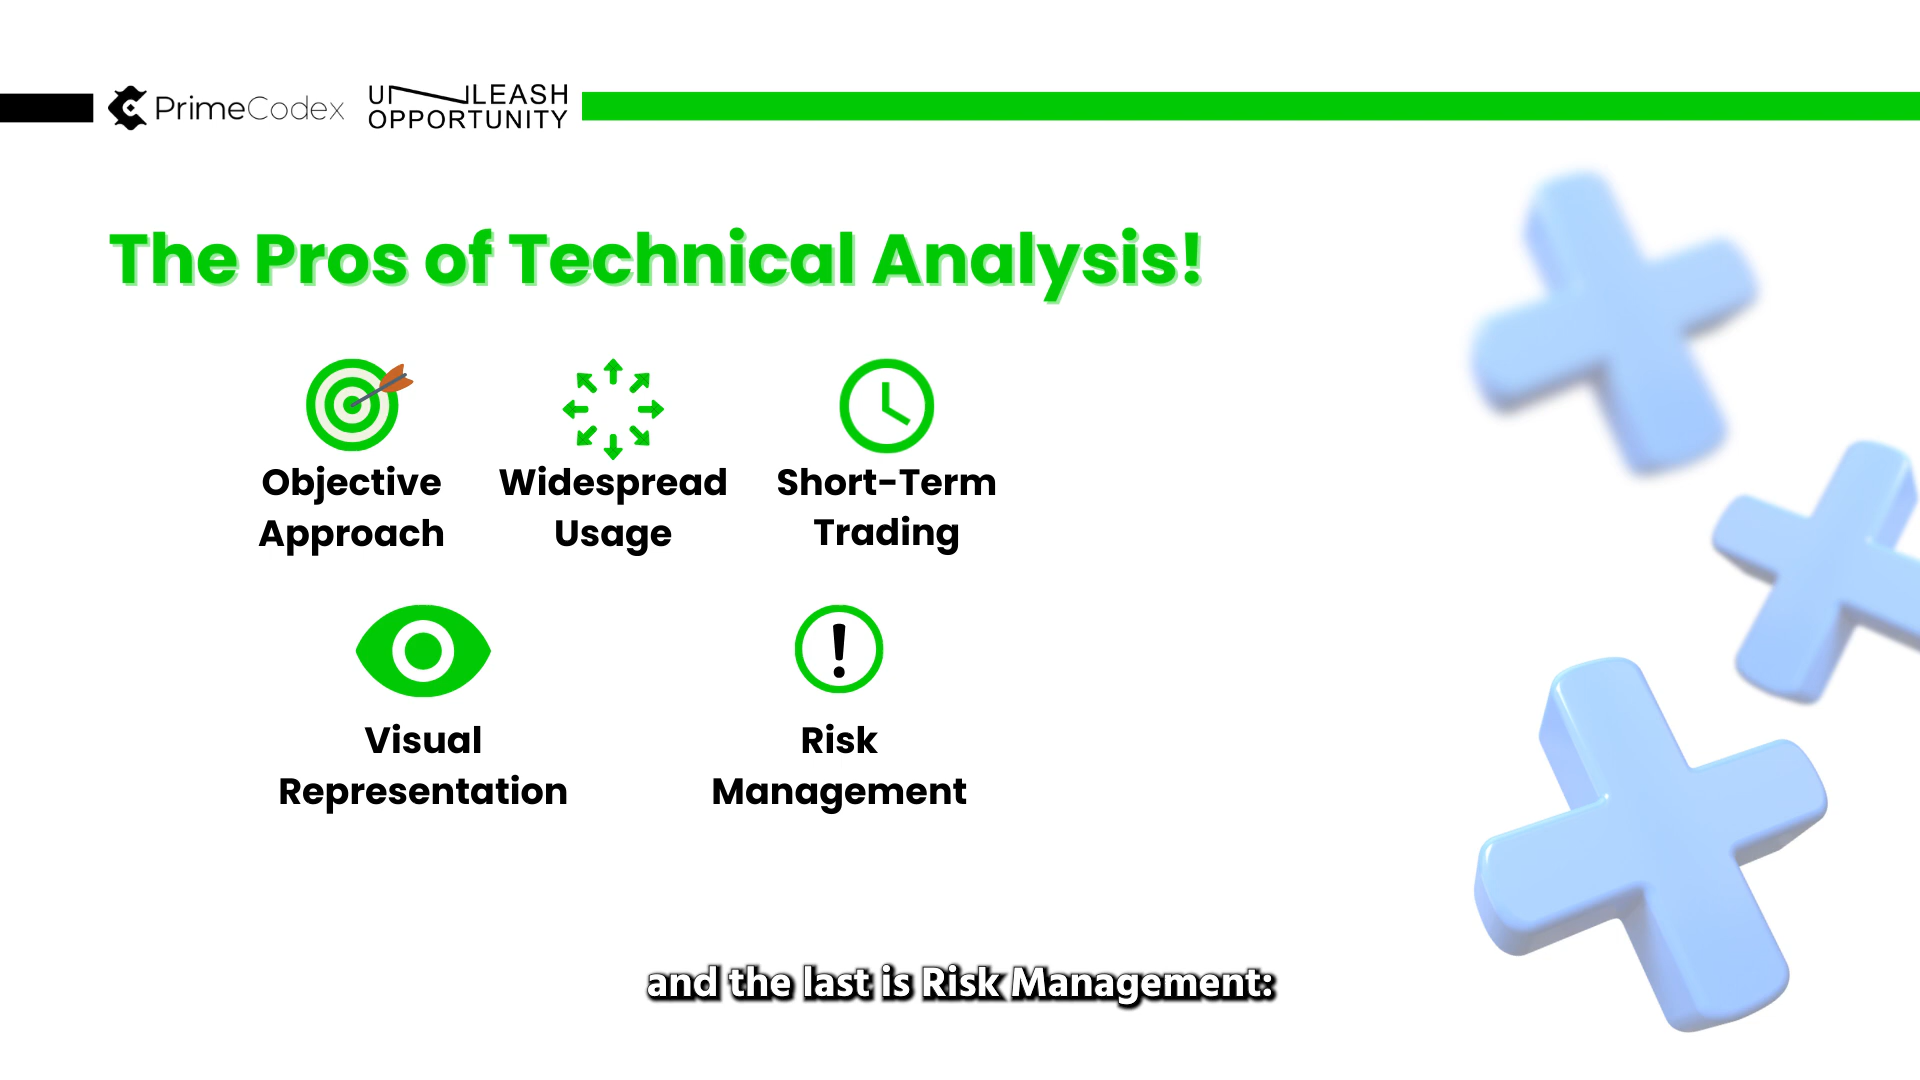 PrimeCodex
UNLEASH
OPPORTUNITY
The Pros of Technical Analysis!
Objective
Approach
Widespread
Usage
Short-Term
Trading
Visual
Representation
Risk
Management
and the last is Risk Management: